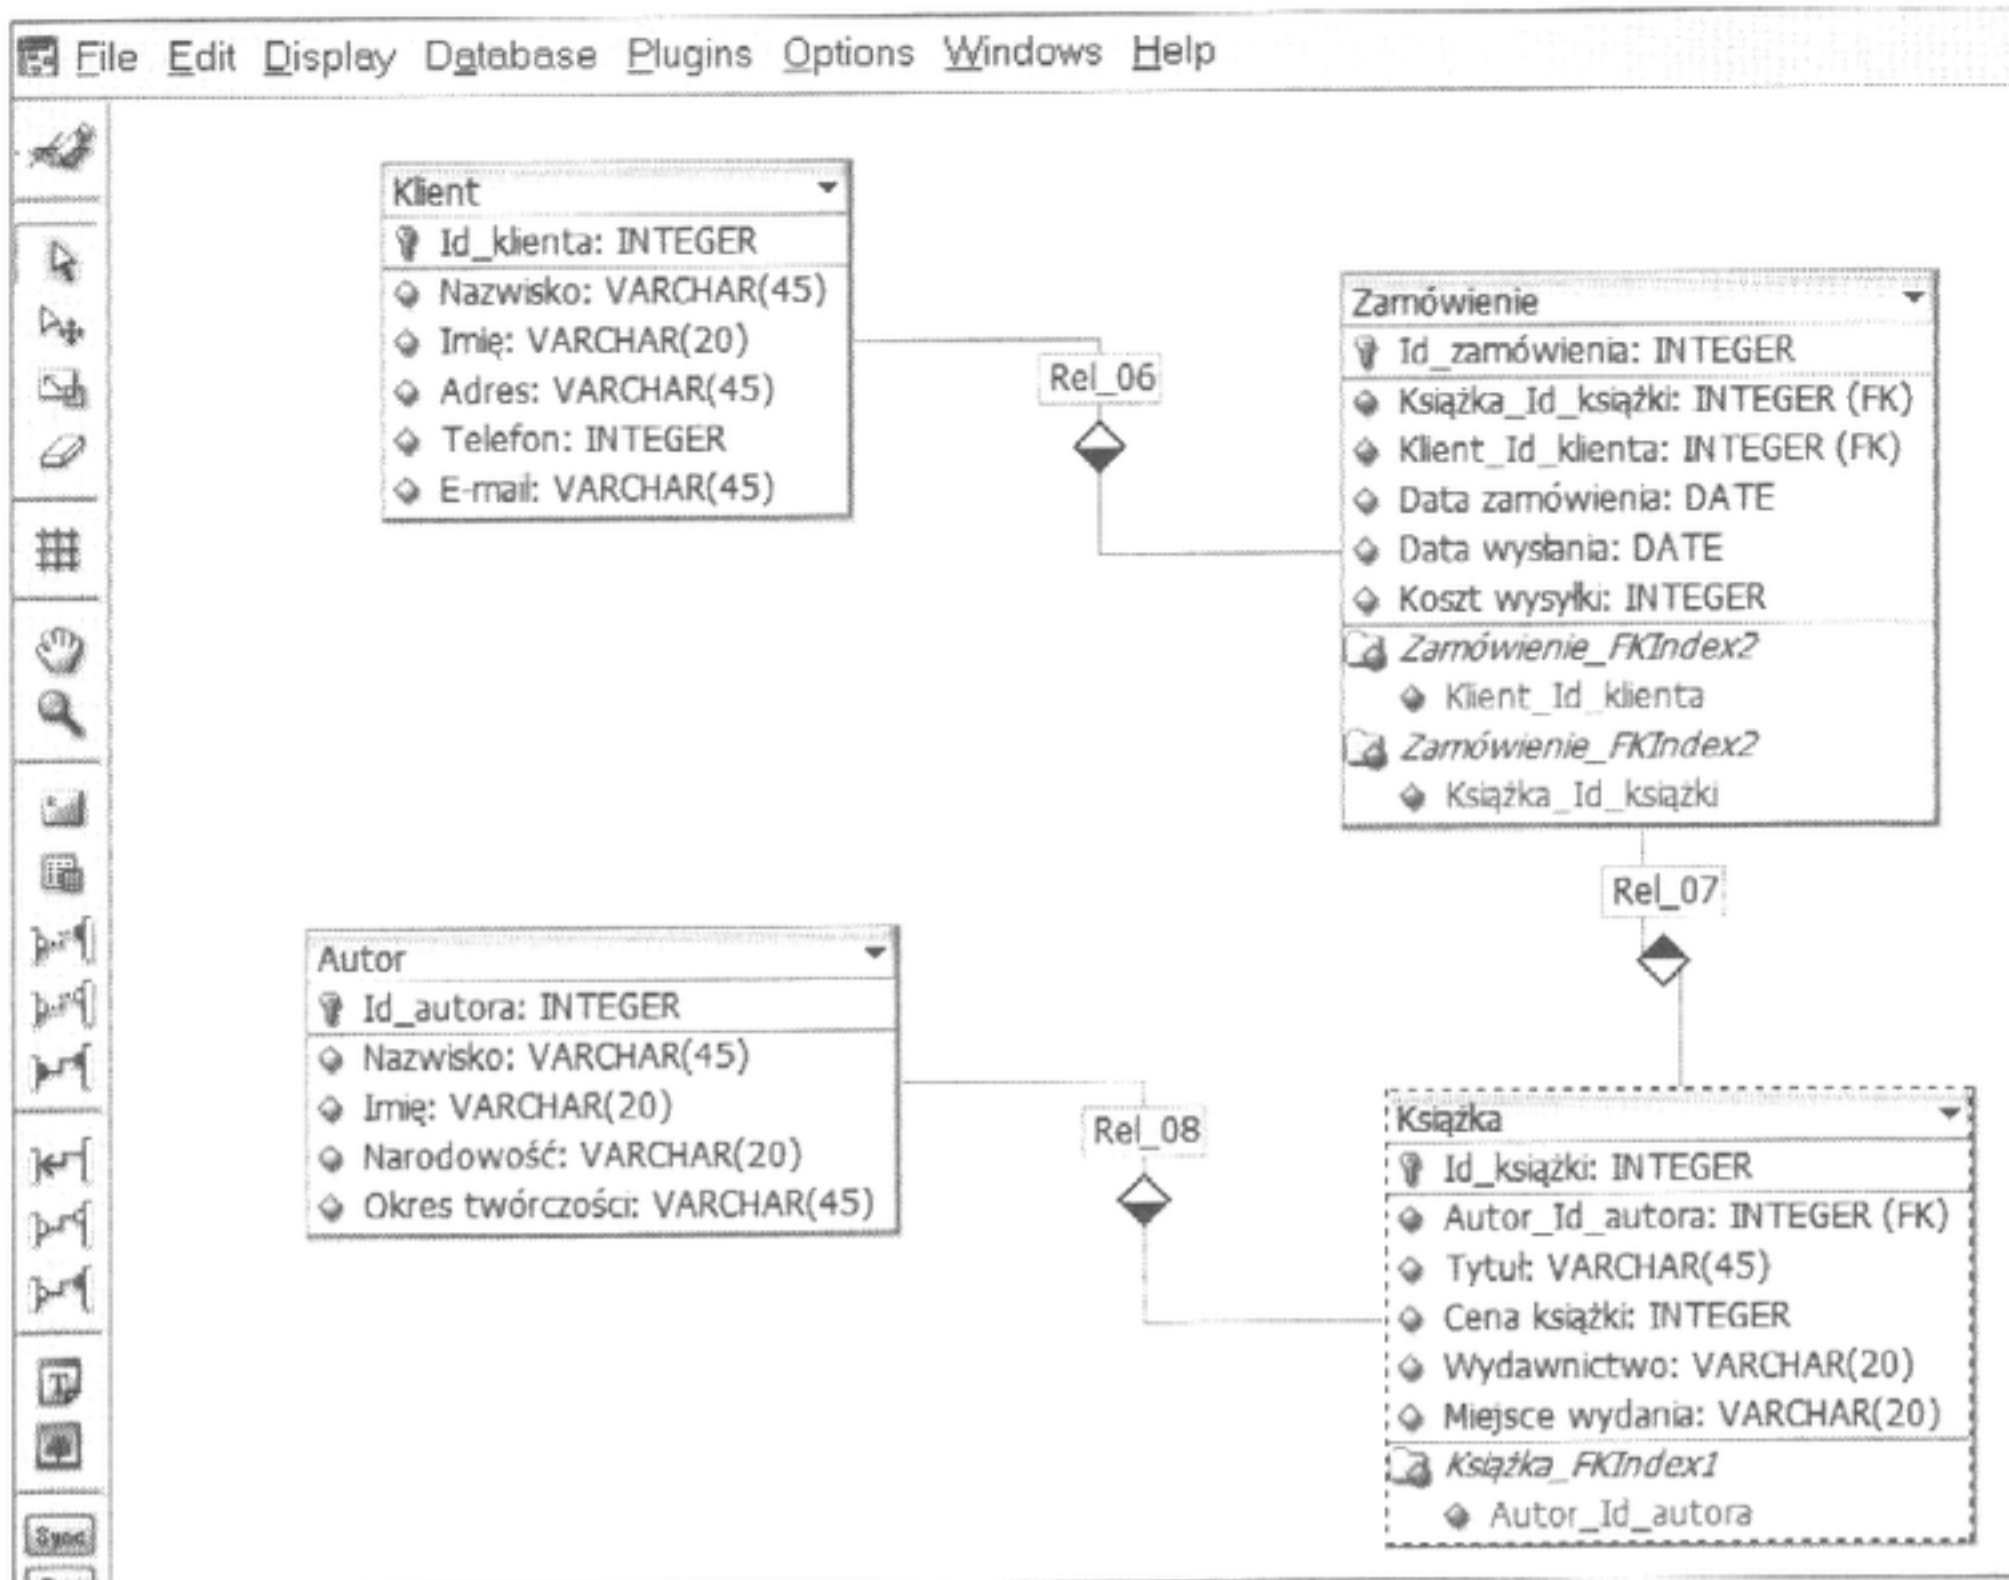 File Edit Display Database Plugins Options Windows Help
Klient
Id_klienta: INTEGER
Nazwisko: VARCHAR(45)
Imię: VARCHAR(20)
Adres: VARCHAR(45)
Telefon: INTEGER
E-mail: VARCHAR(45)
Rel_06
Zamówienie
Id_zamówienia: INTEGER
Książka_Id_książki: INTEGER (FK)
Klient_Id_klienta: INTEGER (FK)
Data zamówienia: DATE
Data wysłania: DATE
Koszt wysyłki: INTEGER
Zamówienie_FKIndex2
Klient_Id_klienta
Zamówienie_FKIndex2
Książka_Id_książki
Rel_07
Autor
Id_autora: INTEGER
Nazwisko: VARCHAR(45)
Imię: VARCHAR(20)
Narodowość: VARCHAR(20)
Okres twórczości: VARCHAR(45)
Rel_08
Książka
Id_książki: INTEGER
Autor_Id_autora: INTEGER (FK)
Tytuł: VARCHAR(45)
Cena książki: INTEGER
Wydawnictwo: VARCHAR(20)
Miejsce wydania: VARCHAR(20)
Książka_FKIndex1
Autor_Id_autora
Sync